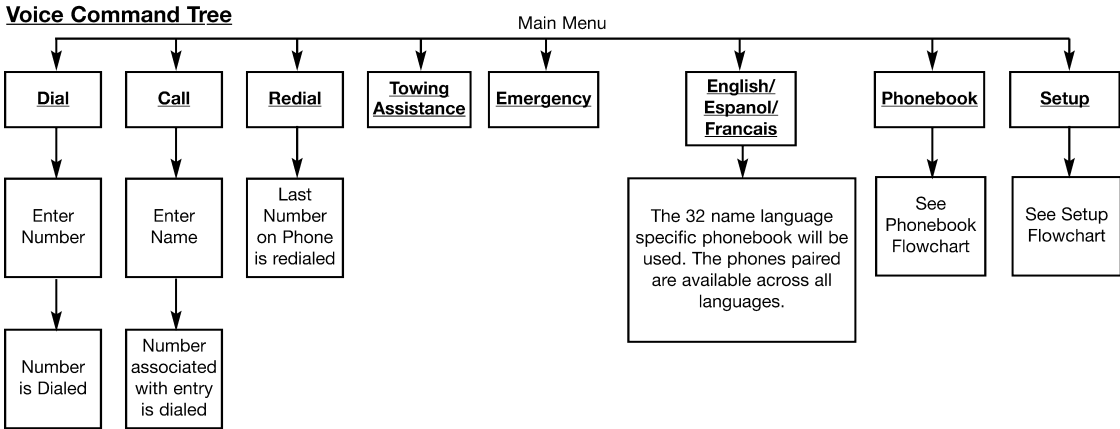 Voice Command Tree
Main Menu
Dial
Call
Redial
Towing
Assistance
Emergency
English/
Espanol/
Francais
Phonebook
Setup
Enter
Number
Enter
Name
Last
Number
on Phone
is redialed
The 32 name language
specific phonebook will be
used. The phones paired
are available across all
languages.
See
Phonebook
Flowchart
See Setup
Flowchart
Number
is Dialed
Number
associated
with entry
is dialed